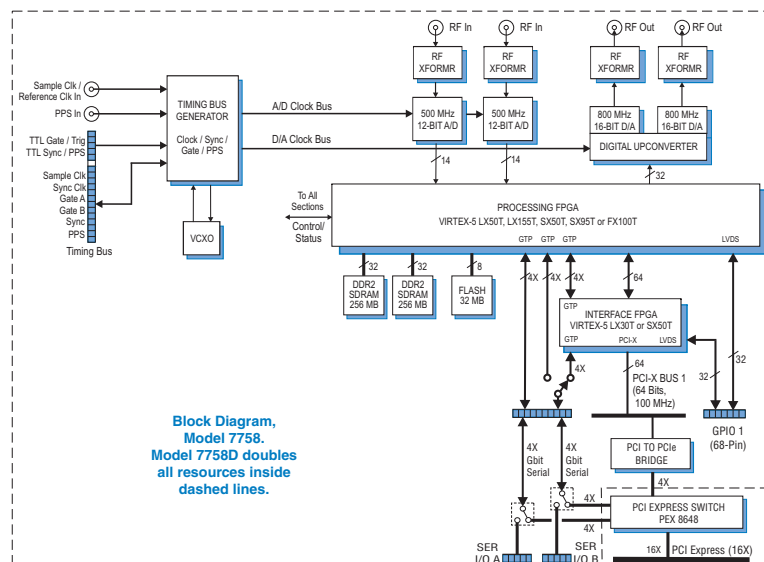 RF In
RF In
RF Out
RF Out
RF
XFORMR
RF
XFORMR
RF
XFORMR
RF
XFORMR
Sample Clk /
Reference Clk In
PPS In
TTL Gate / Trig
TTL Sync / PPS
Sample Clk
Sync Clk
Gate A
Gate B
Sync
PPS
Timing Bus
TIMING BUS
GENERATOR
Clock / Sync /
Gate / PPS
VCXO
A/D Clock Bus
D/A Clock Bus
500 MHz
12-BIT A/D
500 MHz
12-BIT A/D
800 MHz
16-BIT D/A
800 MHz
16-BIT D/A
DIGITAL UPCONVERTER
14
14
32
To All
Sections
Control/
Status
PROCESSING FPGA
VIRTEX-5 LX50T, LX155T, SX50T, SX95T or FX100T
GTP
GTP
GTP
LVDS
32
32
8
4X
4X
4X
64
DDR2
SDRAM
256 MB
DDR2
SDRAM
256 MB
FLASH
32 MB
GTP
INTERFACE FPGA
VIRTEX-5 LX30T or SX50T
GTP
PCI-X
LVDS
4X
64
32
32
PCI-X BUS 1
(64 Bits,
100 MHz)
GPIO 1
(68-Pin)
Block Diagram,
Model 7758.
Model 7758D doubles
all resources inside
dashed lines.
4X
Gbit
Serial
4X
Gbit
Serial
PCI TO PCIe
BRIDGE
4X
4X
4X
PCI EXPRESS SWITCH
PEX 8648
SER
I/O A
SER
I/O B
16X
PCI Express (16X)